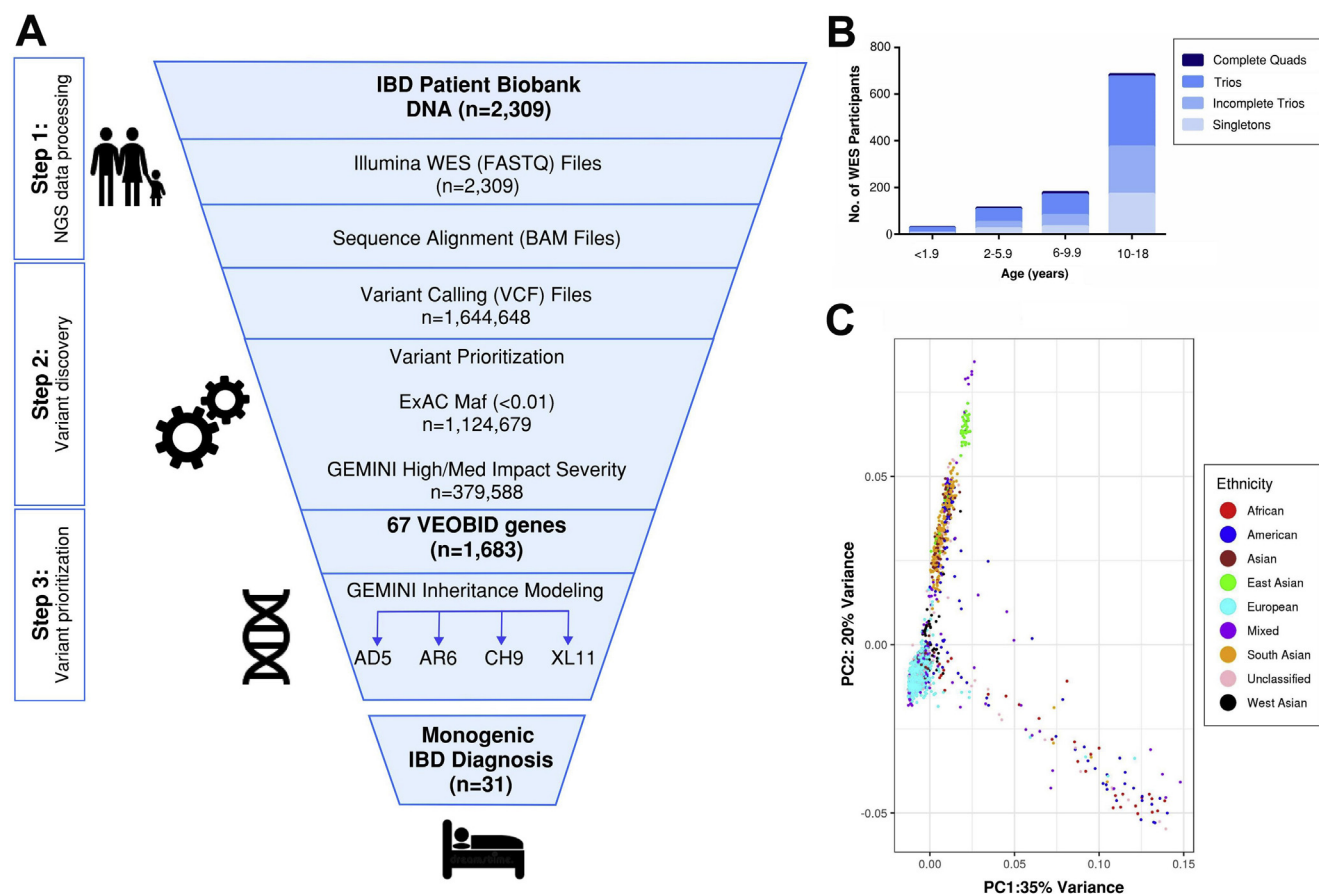 A
Step 1:
NGS data processing
Step 2:
Variant discovery
Step 3:
Variant prioritization
IBD Patient Biobank
DNA (n=2,309)
Illumina WES (FASTQ) Files
(n=2,309)
Sequence Alignment (BAM Files)
Variant Calling (VCF) Files
n=1,644,648
Variant Prioritization
ExAC Maf (<0.01)
n=1,124,679
GEMINI High/Med Impact Severity
n=379,588
67 VEOBID genes
(n=1,683)
GEMINI Inheritance Modeling
AD5 AR6 CH9 XL11
Monogenic
IBD Diagnosis
(n=31)
dreamstime.
B
No. of WES Participants
800
600
400
200
0
<1.9 2-5.9 6-9.9 10-18
Age (years)
Complete Quads
Trios
Incomplete Trios
Singletons
C
PC2: 20% Variance
0.05
0.00
-0.05
0.00 0.05 0.10 0.15
PC1:35% Variance
Ethnicity
African
American
Asian
East Asian
European
Mixed
South Asian
Unclassified
West Asian